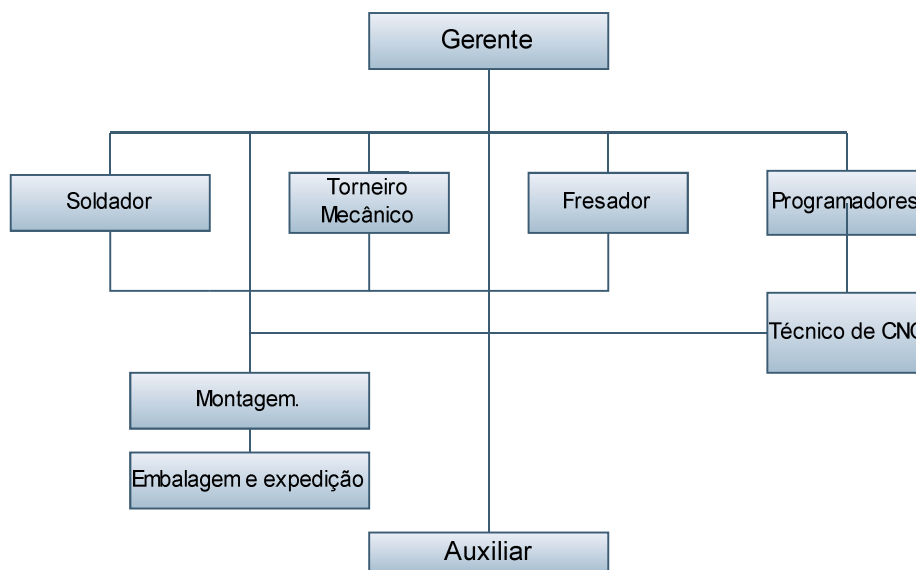 Gerente
Soldador
Torneiro
Mecânico
Fresador
Programadores
Técnico de CNC
Montagem.
Embalagem e expedição
Auxiliar